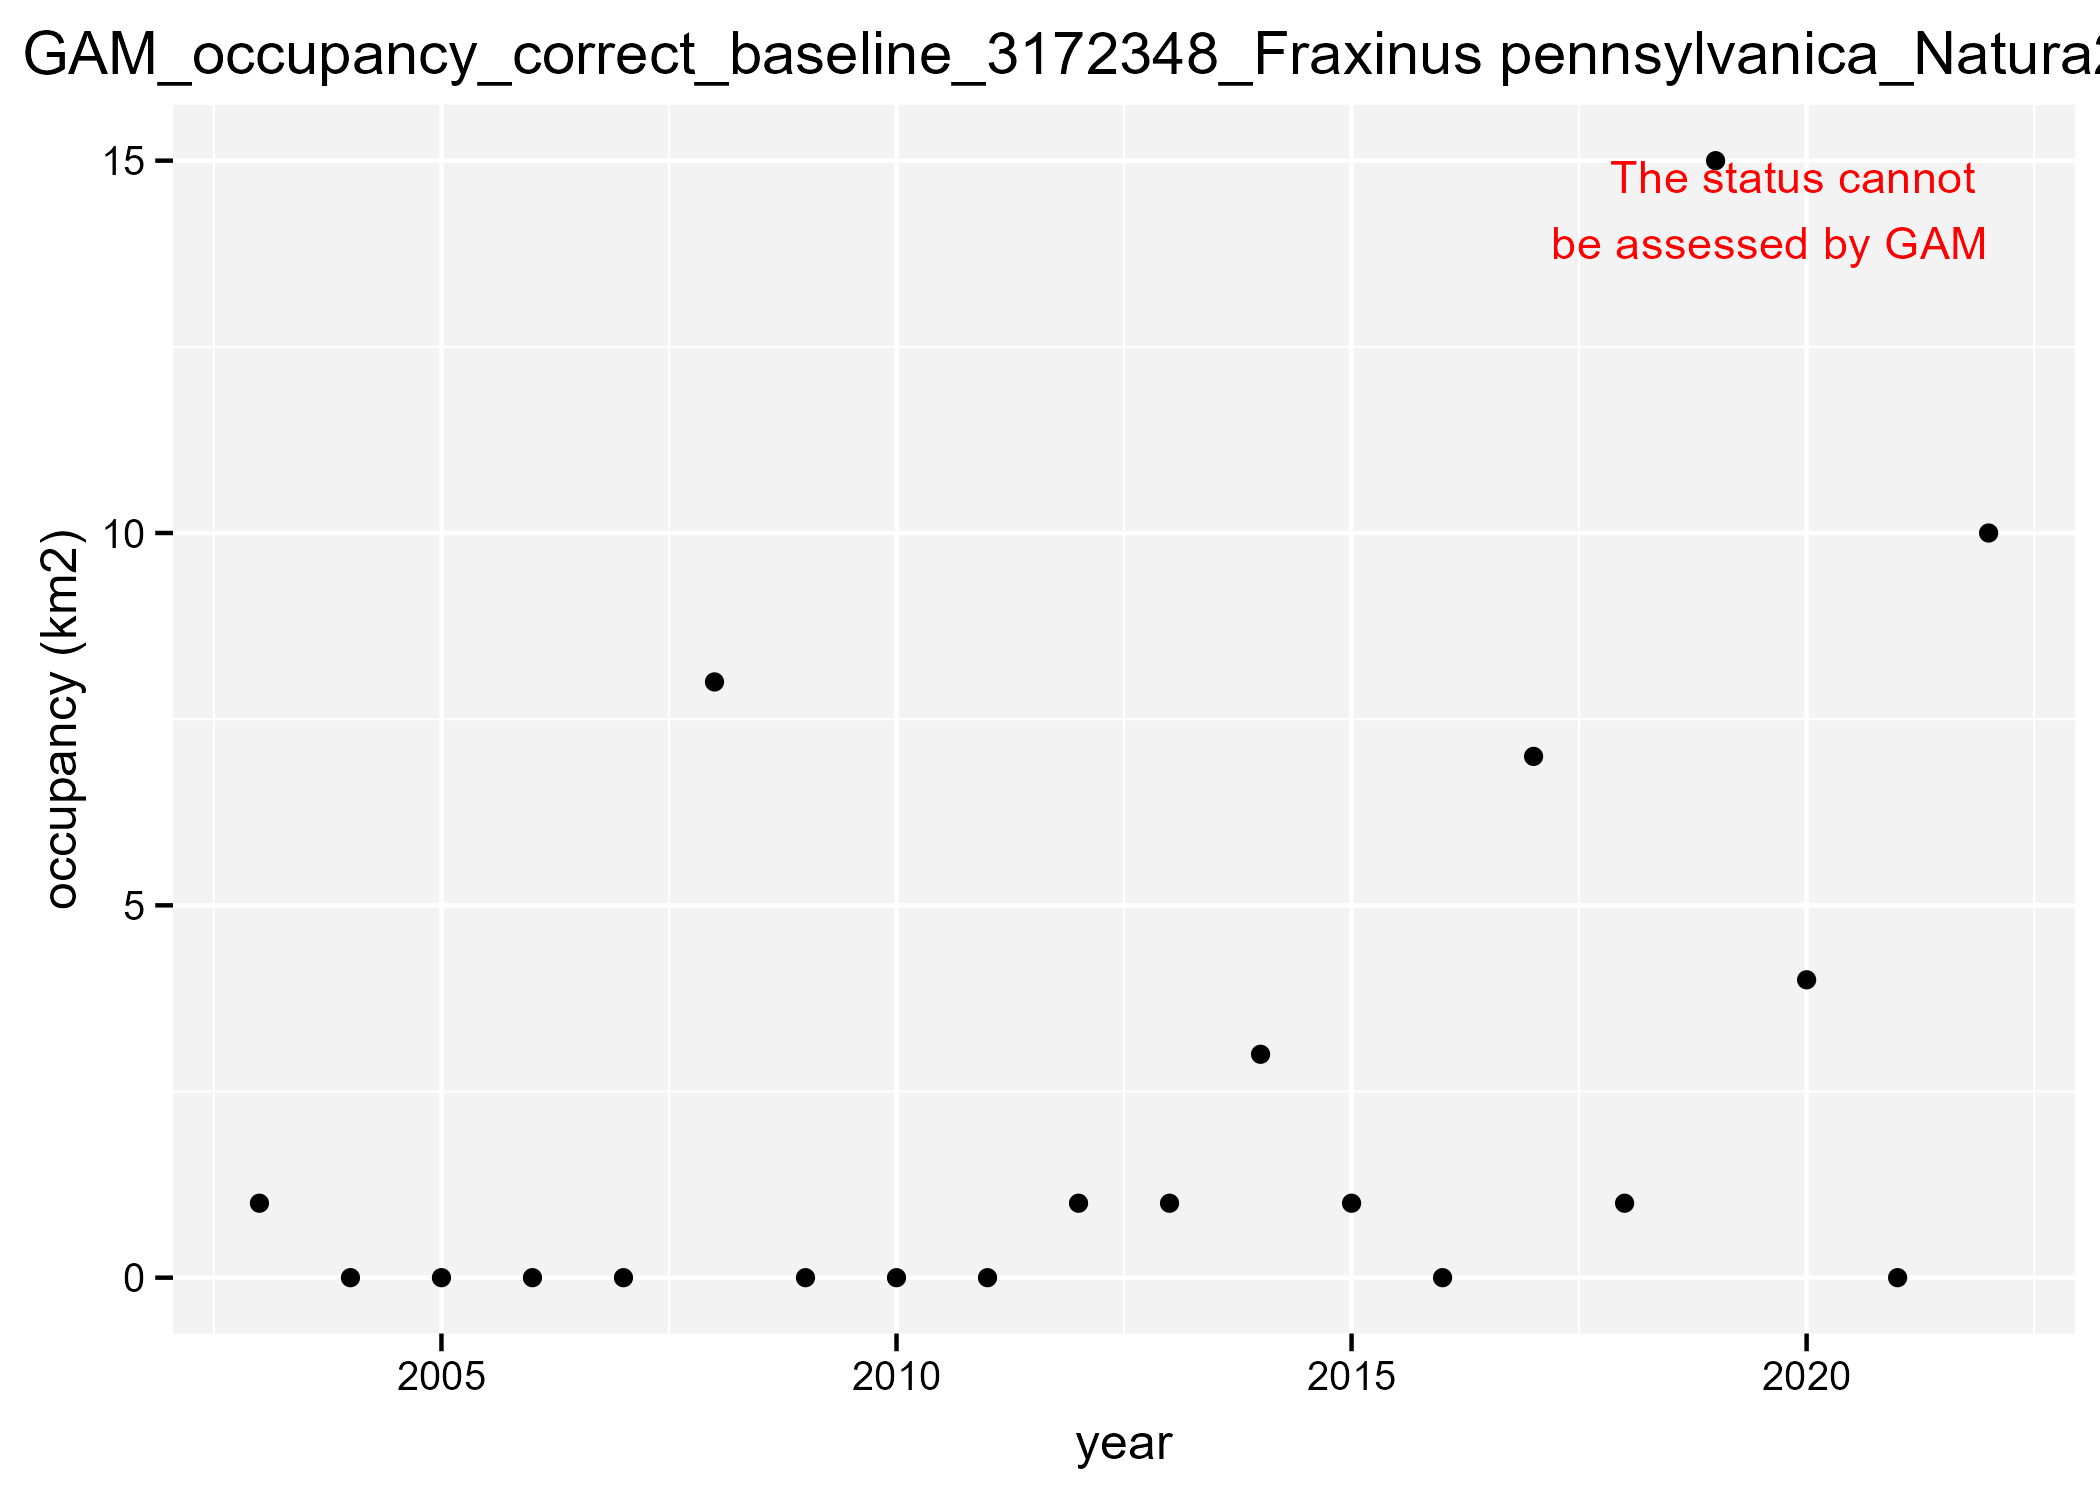 GAM_occupancy_correct_baseline_3172348_Fraxinus pennsylvanica_Natura2
15
The status cannot
be assessed by GAM
10
occupancy (km2)
5
0
2005 2010 2015 2020
year